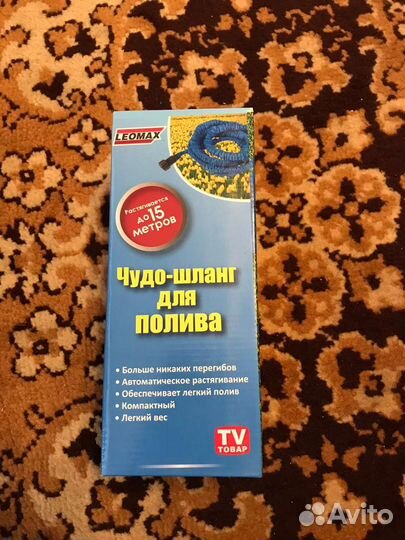 LEOMAX
Растягивается
до 15
метров
Чудо-шланг
для
полива
• Больше никаких перегибов
• Автоматическое растягивание
• Обеспечивает легкий полив
• Компактный
• Легкий вес
TV
ТОВАР
Avito